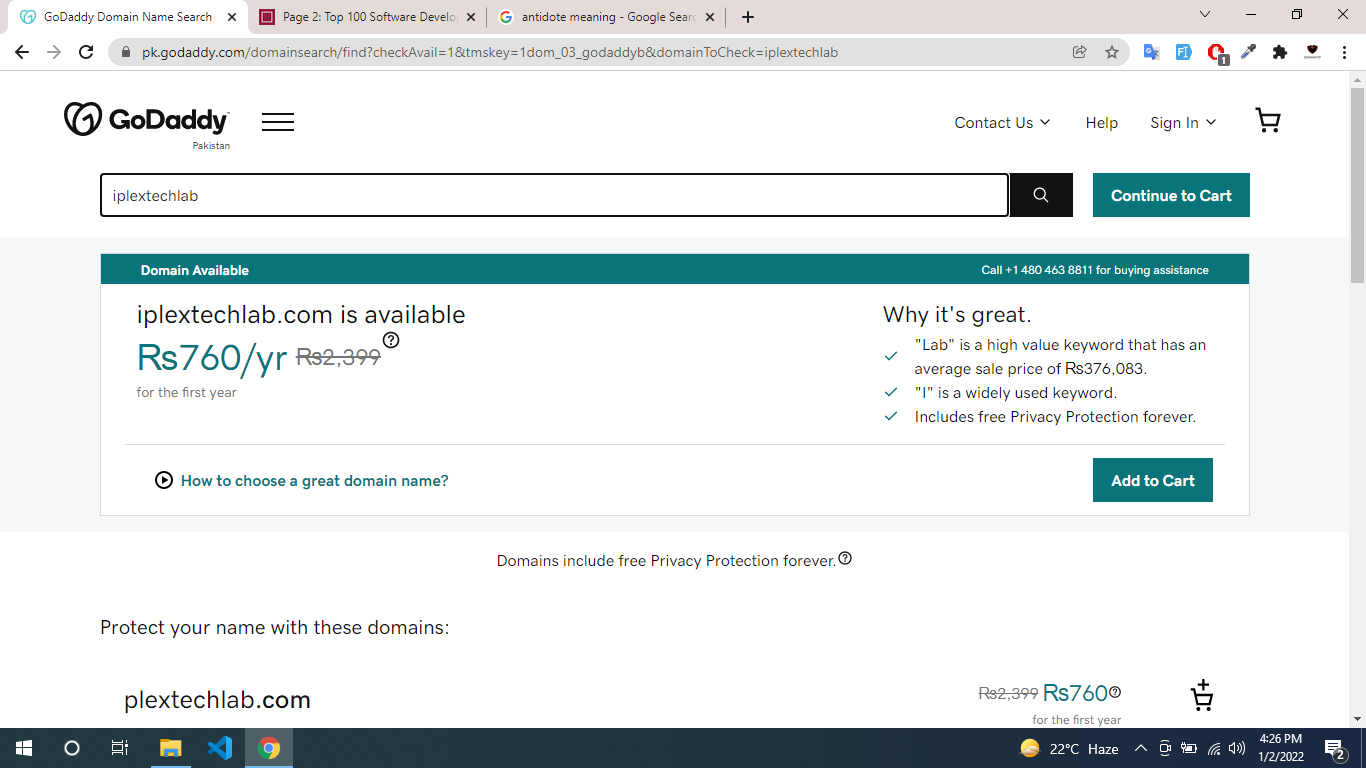 GoDaddy Domain Name Search
Page 2: Top 100 Software Develo
antidote meaning - Google Searc
pk.godaddy.com/domainsearch/find?checkAvail=1&tmskey=1dom_03_godaddyb&domainToCheck=iplextechlab
1
GoDaddy
Pakistan
Contact Us
Help
Sign In
iplextechlab
Continue to Cart
Domain Available
Call +1 480 463 8811 for buying assistance
iplextechlab.com is available
₨760/yr ₨2,399
for the first year
Why it's great.
"Lab" is a high value keyword that has an
average sale price of ₨376,083.
"I" is a widely used keyword.
Includes free Privacy Protection forever.
How to choose a great domain name?
Add to Cart
Domains include free Privacy Protection forever.
Protect your name with these domains:
plextechlab.com
₨2,399 ₨760
for the first year
22°C Haze
4:26 PM
1/2/2022
2